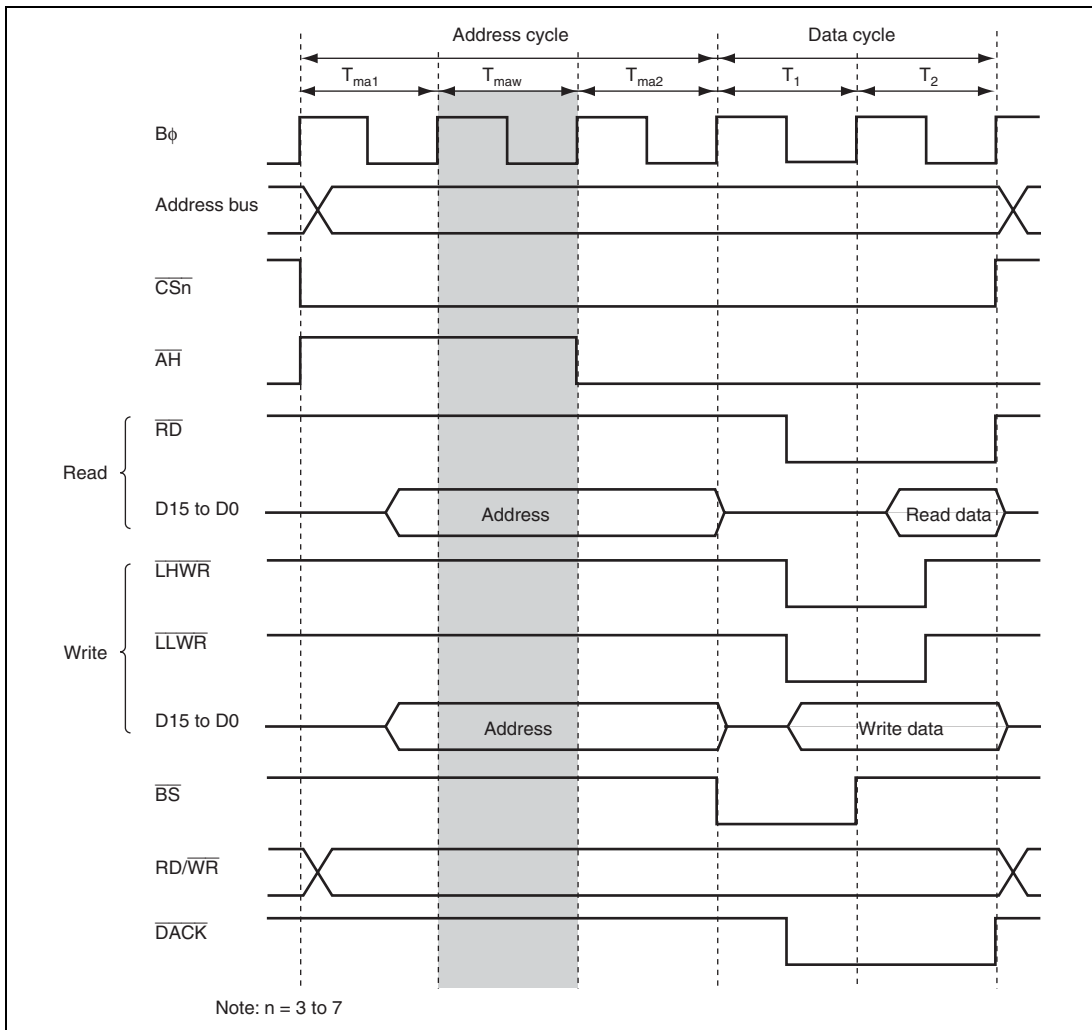 Address cycle Data cycle
Tma1 Tmaw Tma2 T1 T2
Bφ
Address bus
CSn
AH
RD
Read
D15 to D0 Address Read data
LHWR
LLWR
Write
D15 to D0 Address Write data
BS
RD/WR
DACK
Note: n = 3 to 7